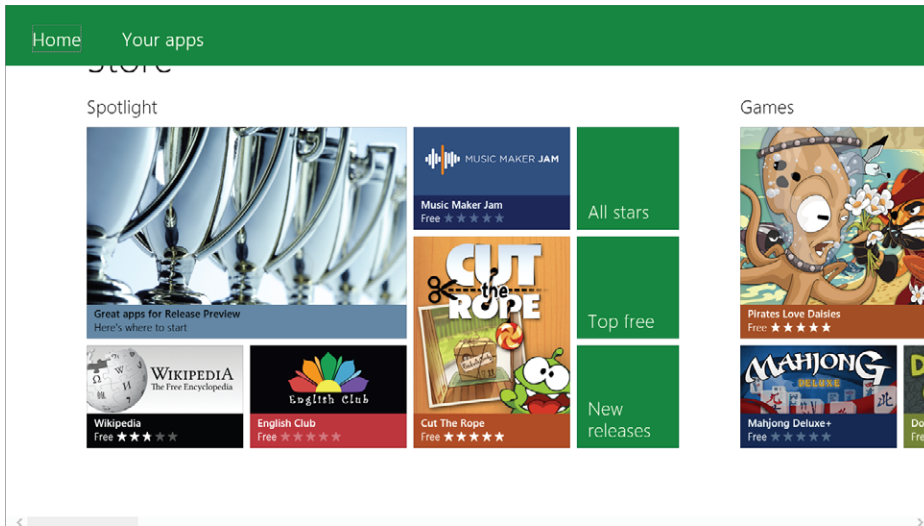 Home Your apps
Store
Spotlight
Games
MUSIC MAKER JAM
Music Maker Jam
Free
All stars
CUT
the
ROPE
Top free
Great apps for Release Preview
Here's where to start
Pirates Love Daisies
Free
WIKIPEDIA
The Free Encyclopedia
English Club
MAHJONG
DELUXE
New
releases
Wikipedia
Free
English Club
Free
Cut The Rope
Free
Mahjong Deluxe+
Free